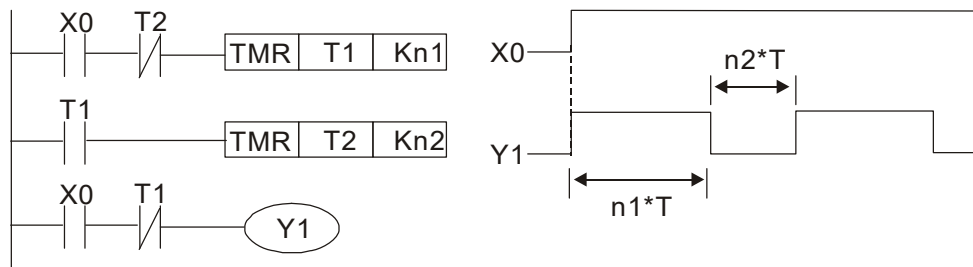 X0 T2
TMR T1 Kn1
T1
TMR T2 Kn2
X0 T1
Y1
X0
n2*T
Y1
n1*T